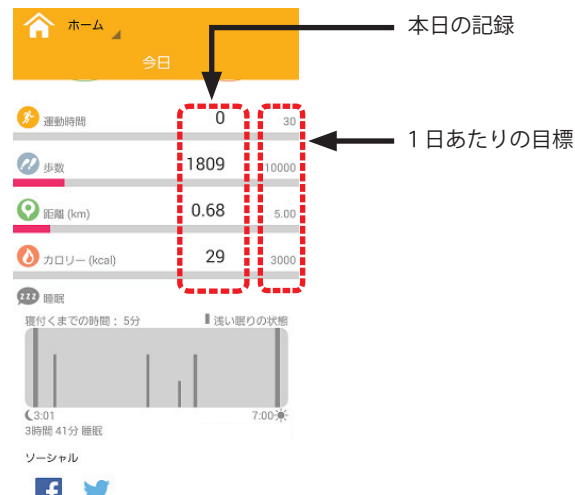 ホーム
本日の記録
今日
運動時間 0 30
1日あたりの目標
歩数 1809 10000
距離 (km) 0.68 5.00
カロリー (kcal) 29 3000
zzz 睡眠
寝付くまでの時間： 5分 浅い眠りの状態
3:01 7:00
3時間 41分 睡眠
ソーシャル